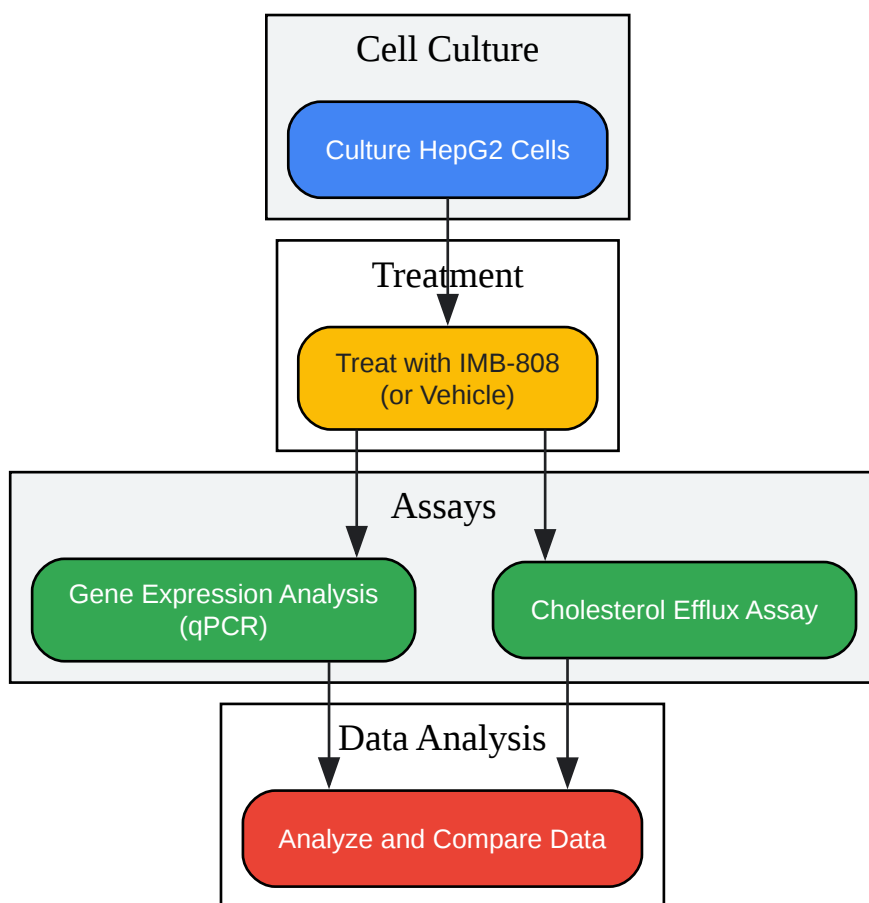 Cell Culture
Culture HepG2 Cells
Treatment
Treat with IMB-808
(or Vehicle)
Assays
Gene Expression Analysis
(qPCR)
Cholesterol Efflux Assay
Data Analysis
Analyze and Compare Data